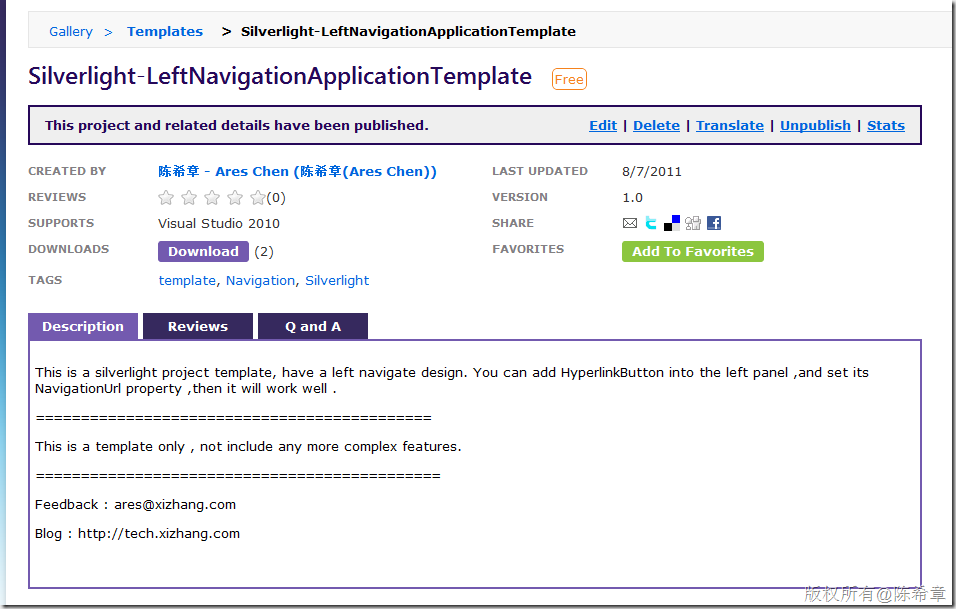 Gallery > Templates > Silverlight-LeftNavigationApplicationTemplate
Silverlight-LeftNavigationApplicationTemplate Free
This project and related details have been published. Edit | Delete | Translate | Unpublish | Stats
CREATED BY 陈希章 - Ares Chen (陈希章(Ares Chen)) LAST UPDATED 8/7/2011
REVIEWS (0) VERSION 1.0
SUPPORTS Visual Studio 2010 SHARE
DOWNLOADS Download (2) FAVORITES Add To Favorites
TAGS template, Navigation, Silverlight
Description Reviews Q and A
This is a silverlight project template, have a left navigate design. You can add HyperlinkButton into the left panel ,and set its
NavigationUrl property ,then it will work well .
============================================
This is a template only , not include any more complex features.
=============================================
Feedback : ares@xizhang.com
Blog : http://tech.xizhang.com
版权所有@陈希章